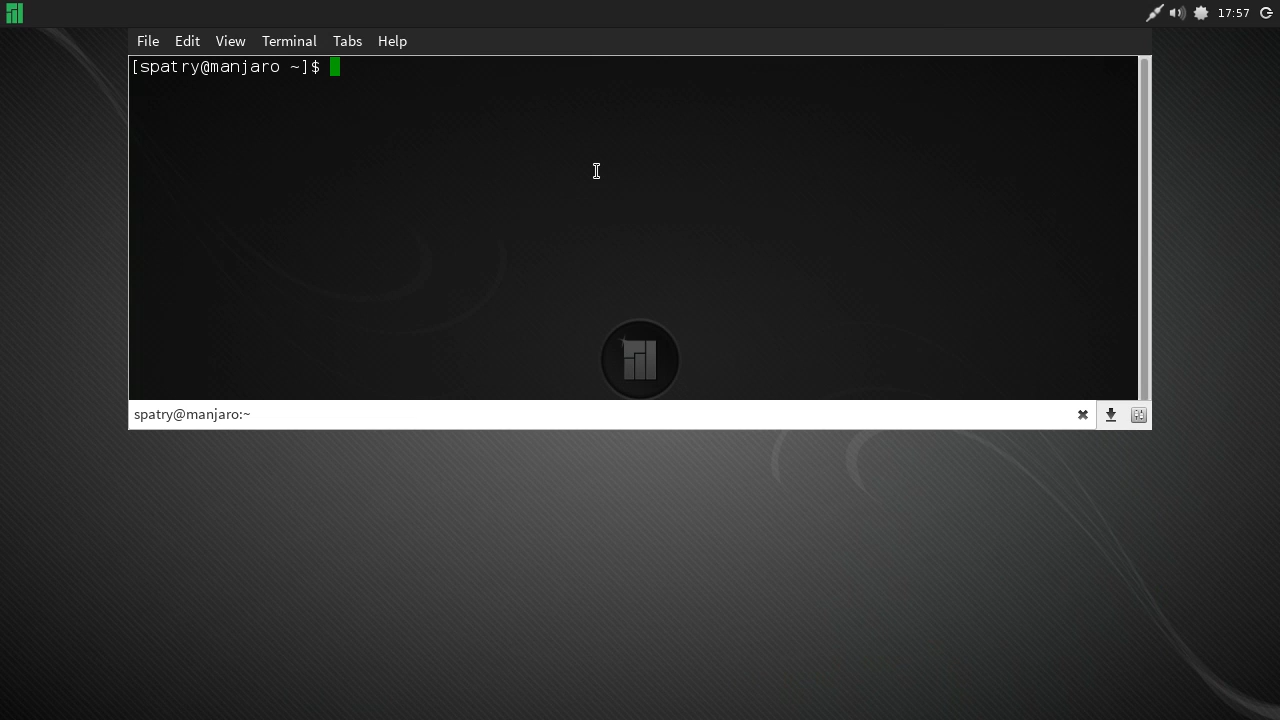 17:57
File Edit View Terminal Tabs Help
[spatry@manjaro ~]$
spatry@manjaro:~